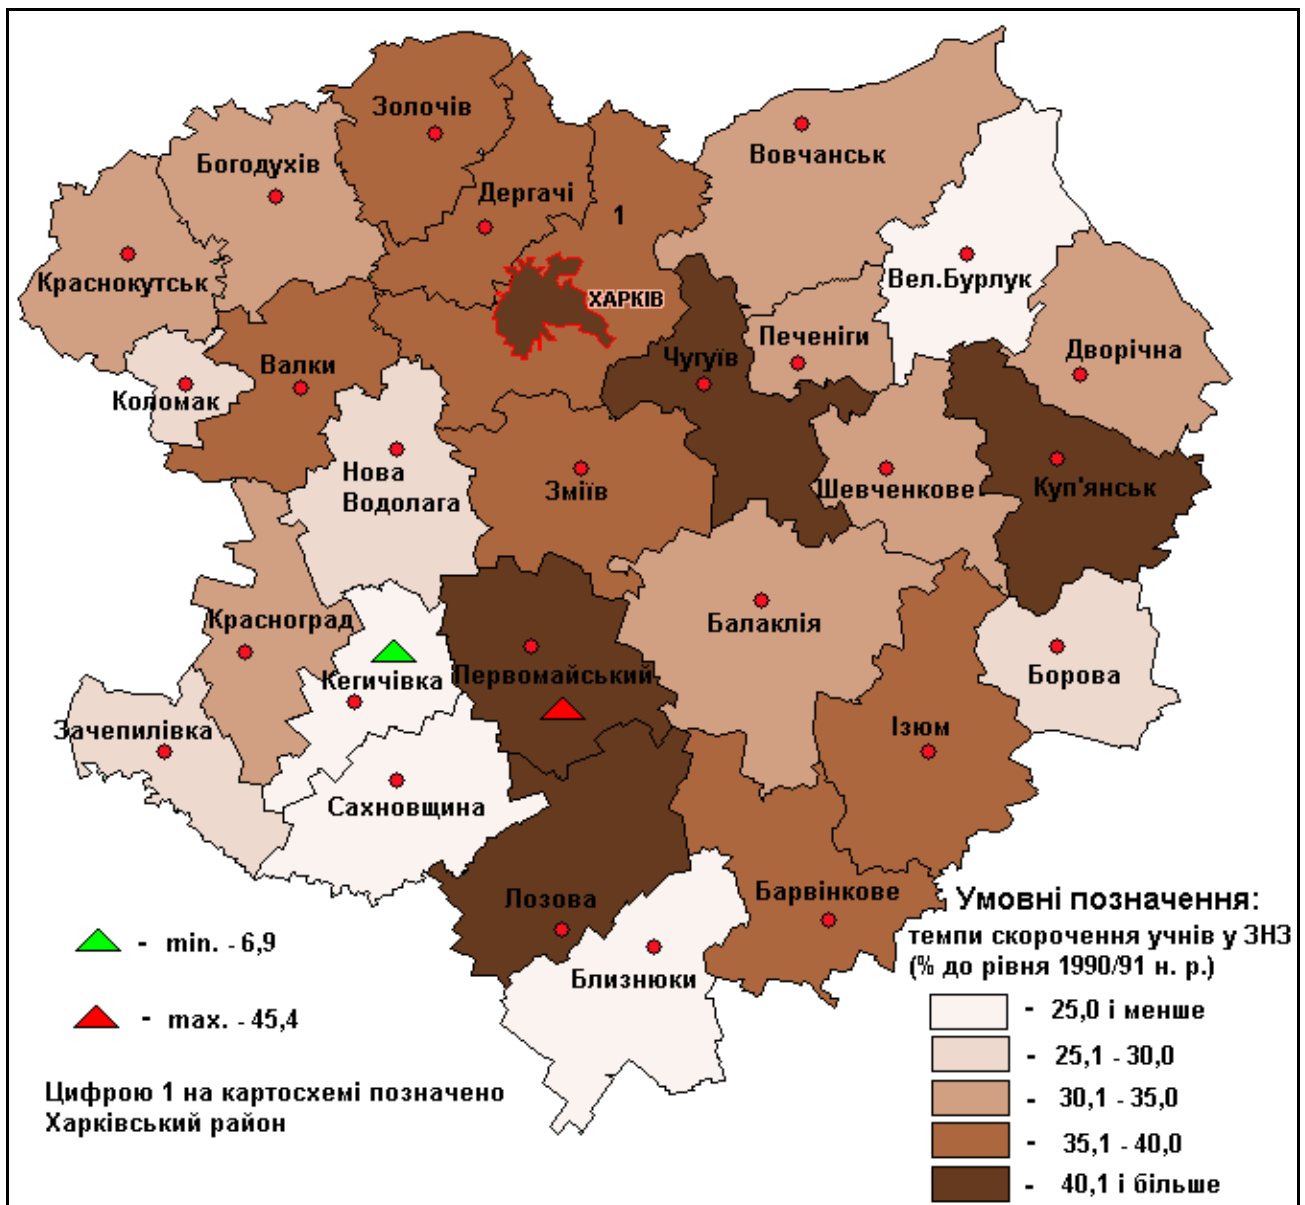 Золочів
Вовчанськ
Богодухів
Дергачі
1
Краснокутськ
Вел.Бурлук
ХАРКІВ
Печеніги
Дворічна
Чугуїв
Валки
Коломак
Нова
Водолага
Зміїв
Шевченкове
Куп'янськ
Красноград
Балаклія
Кегичівка
Первомайський
Борова
Зачепилівка
Ізюм
Сахновщина
Лозова
Барвінкове
Близнюки
- min. - 6,9
- max. - 45,4
Цифрою 1 на картосхемі позначено
Харківський район
Умовні позначення:
темпи скорочення учнів у ЗНЗ
(% до рівня 1990/91 н. р.)
- 25,0 і менше
- 25,1 - 30,0
- 30,1 - 35,0
- 35,1 - 40,0
- 40,1 і більше